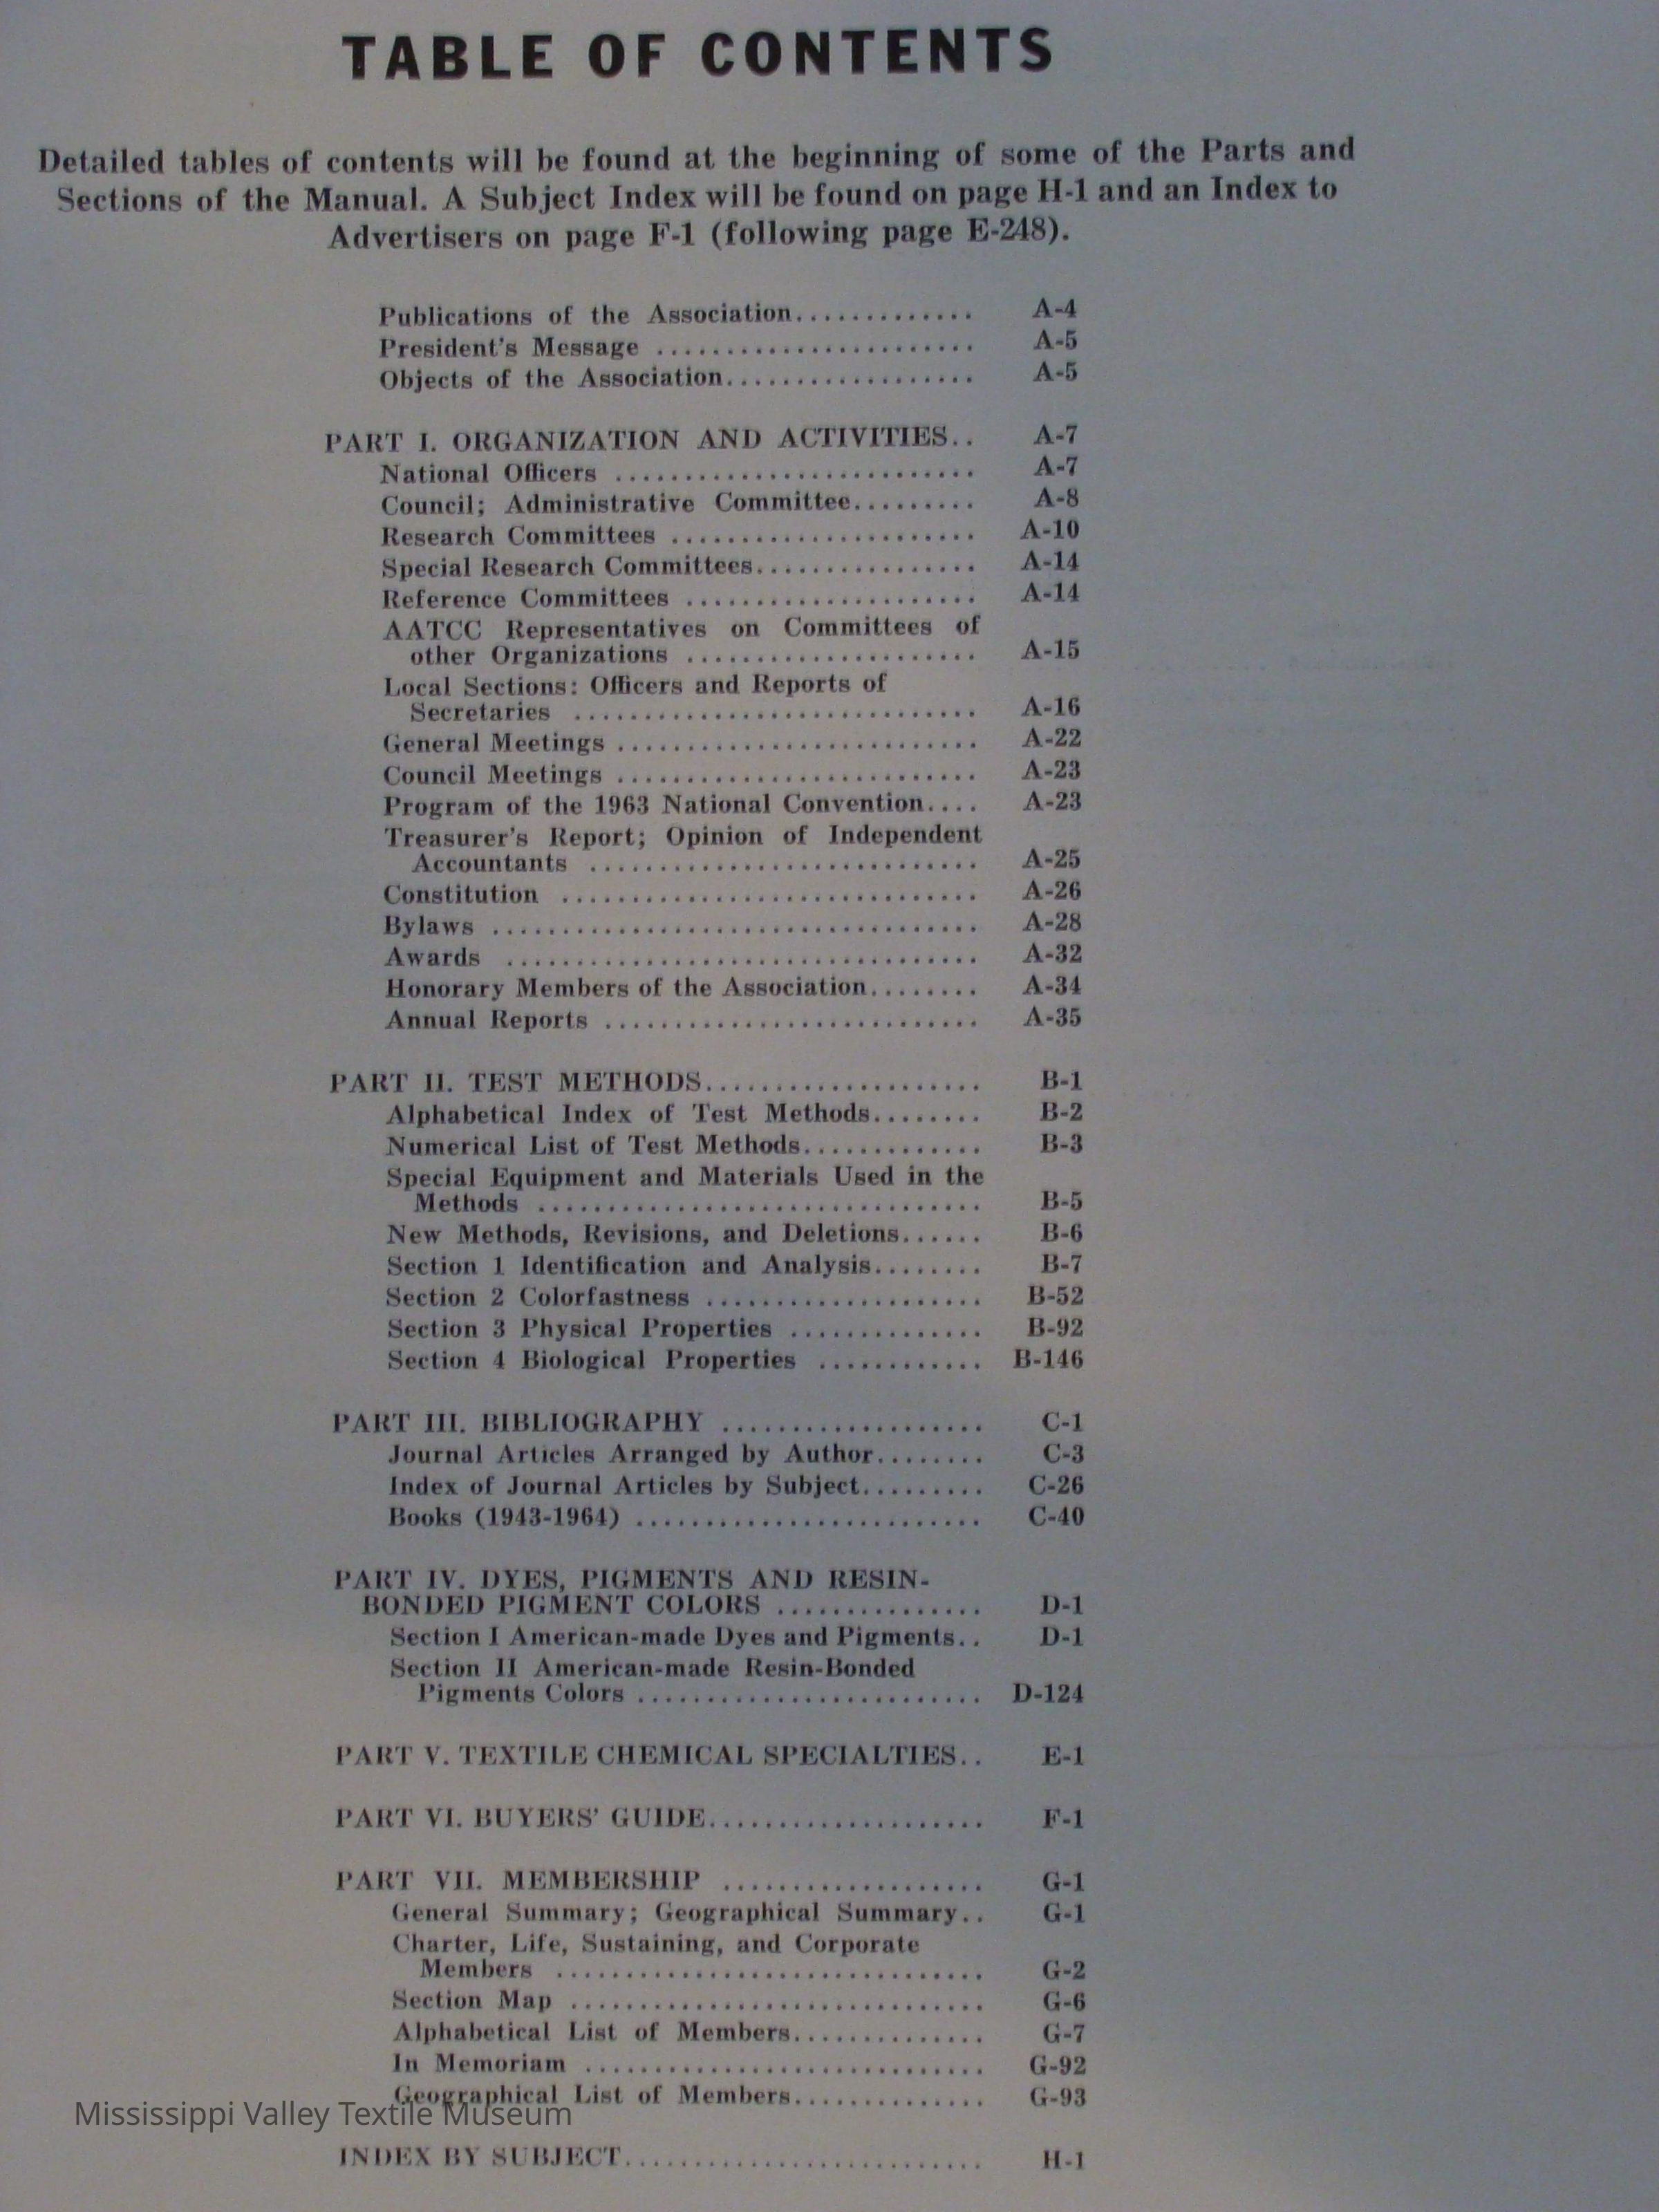 TABLE OF CONTENTS
Detailed tables of contents will be found at the beginning of some of the Parts and
Sections of the Manual. A Subject Index will be found on page H-1 and an Index to
Advertisers on page F-1 (following page E-248).
Publications of the Association............. A-4
President's Message ....................... A-5
Objects of the Association.................. A-5
PART I. ORGANIZATION AND ACTIVITIES.. A-7
National Officers .......................... A-7
Council; Administrative Committee......... A-8
Research Committees ...................... A-10
Special Research Committees................ A-14
Reference Committees ..................... A-14
AATCC Representatives on Committees of
other Organizations ..................... A-15
Local Sections: Officers and Reports of
Secretaries ............................. A-16
General Meetings .......................... A-22
Council Meetings .......................... A-23
Program of the 1963 National Convention.... A-23
Treasurer's Report; Opinion of Independent
Accountants ............................ A-25
Constitution .............................. A-26
Bylaws ................................... A-28
Awards .................................. A-32
Honorary Members of the Association........ A-34
Annual Reports ........................... A-35
PART II. TEST METHODS.................... B-1
Alphabetical Index of Test Methods........ B-2
Numerical List of Test Methods............. B-3
Special Equipment and Materials Used in the
Methods ................................ B-5
New Methods, Revisions, and Deletions...... B-6
Section 1 Identification and Analysis........ B-7
Section 2 Colorfastness .................... B-52
Section 3 Physical Properties .............. B-92
Section 4 Biological Properties ............ B-146
PART III. BIBLIOGRAPHY ................... C-1
Journal Articles Arranged by Author........ C-3
Index of Journal Articles by Subject......... C-26
Books (1943-1964) ......................... C-40
PART IV. DYES, PIGMENTS AND RESIN-
BONDED PIGMENT COLORS ............... D-1
Section I American-made Dyes and Pigments.. D-1
Section II American-made Resin-Bonded
Pigments Colors ......................... D-124
PART V. TEXTILE CHEMICAL SPECIALTIES.. E-1
PART VI. BUYERS' GUIDE.................... F-1
PART VII. MEMBERSHIP ................... G-1
General Summary; Geographical Summary.. G-1
Charter, Life, Sustaining, and Corporate
Members ............................... G-2
Section Map .............................. G-6
Alphabetical List of Members.............. G-7
In Memoriam ............................. G-92
Geographical List of Members.............. G-93
Mississippi Valley Textile Museum
INDEX BY SUBJECT.......................... H-1